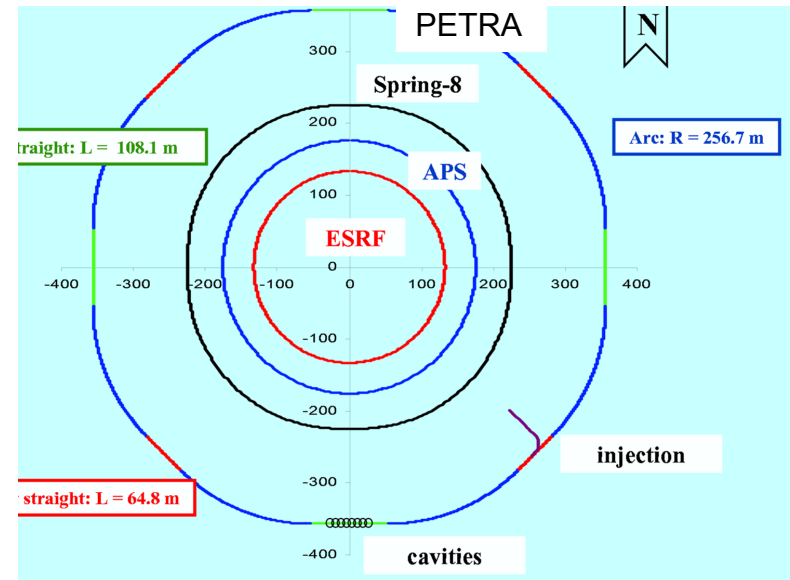 PETRA
N
300
Spring-8
200
traight: L = 108.1 m
Arc: R = 256.7 m
APS
100
ESRF
0
-400 -300 -200 -100 0 100 200 300 400
-100
-200
injection
-300
straight: L = 64.8 m
cavities
-400